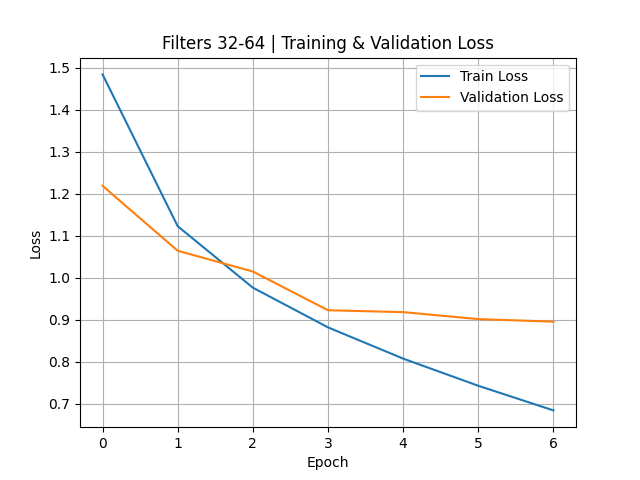 Filters 32-64 | Training & Validation Loss
Train Loss
Validation Loss
1.5
1.4
1.3
1.2
1.1
1.0
0.9
0.8
0.7
Loss
0 1 2 3 4 5 6
Epoch